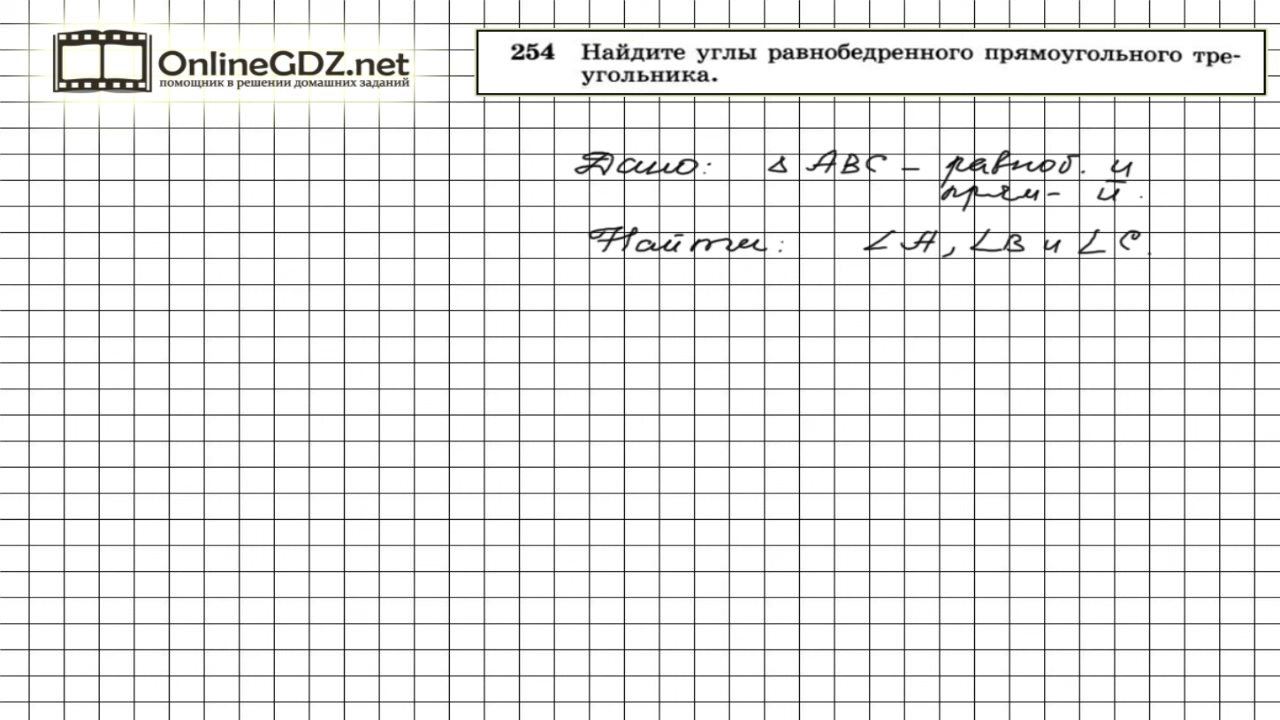 OnlineGDZ.net
помощник в решении домашних заданий
254 Найдите углы равнобедренного прямоугольного тре-
угольника.
Дано: Δ ABC – равноб. и
прям- й.
Найти: ∠A, ∠B и ∠C.